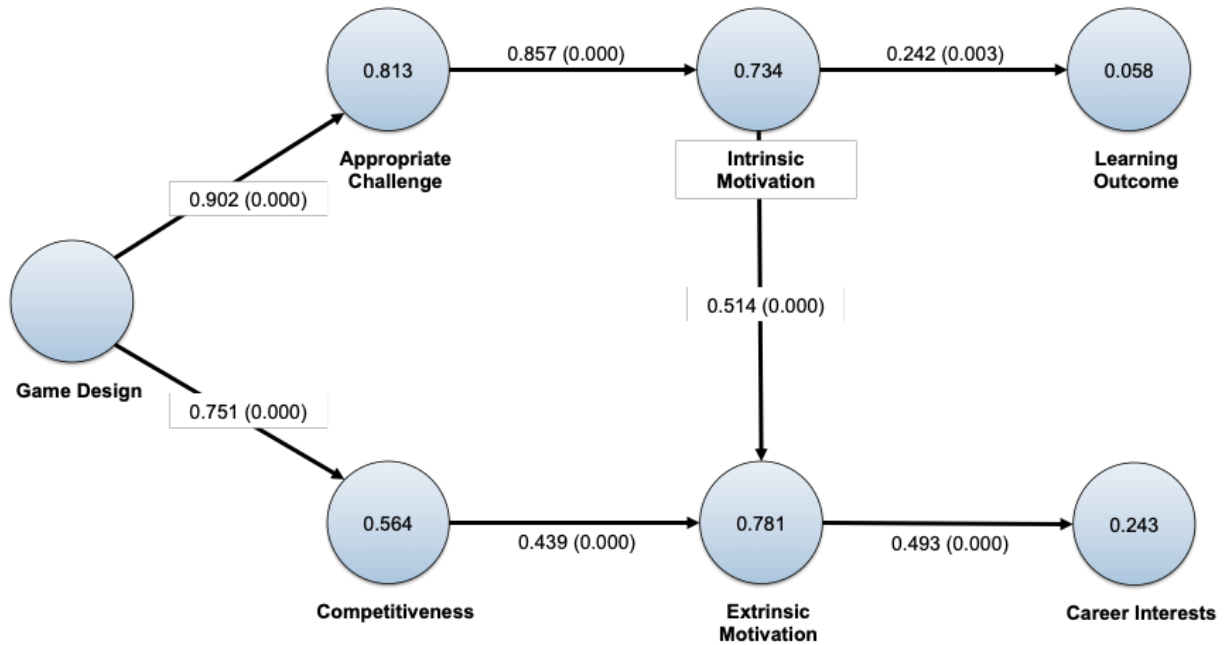 0.813
0.857 (0.000)
0.734
0.242 (0.003)
0.058
Appropriate
Challenge
Intrinsic
Motivation
Learning
Outcome
0.902 (0.000)
0.514 (0.000)
Game Design
0.751 (0.000)
0.564
0.439 (0.000)
0.781
0.493 (0.000)
0.243
Competitiveness
Extrinsic
Motivation
Career Interests